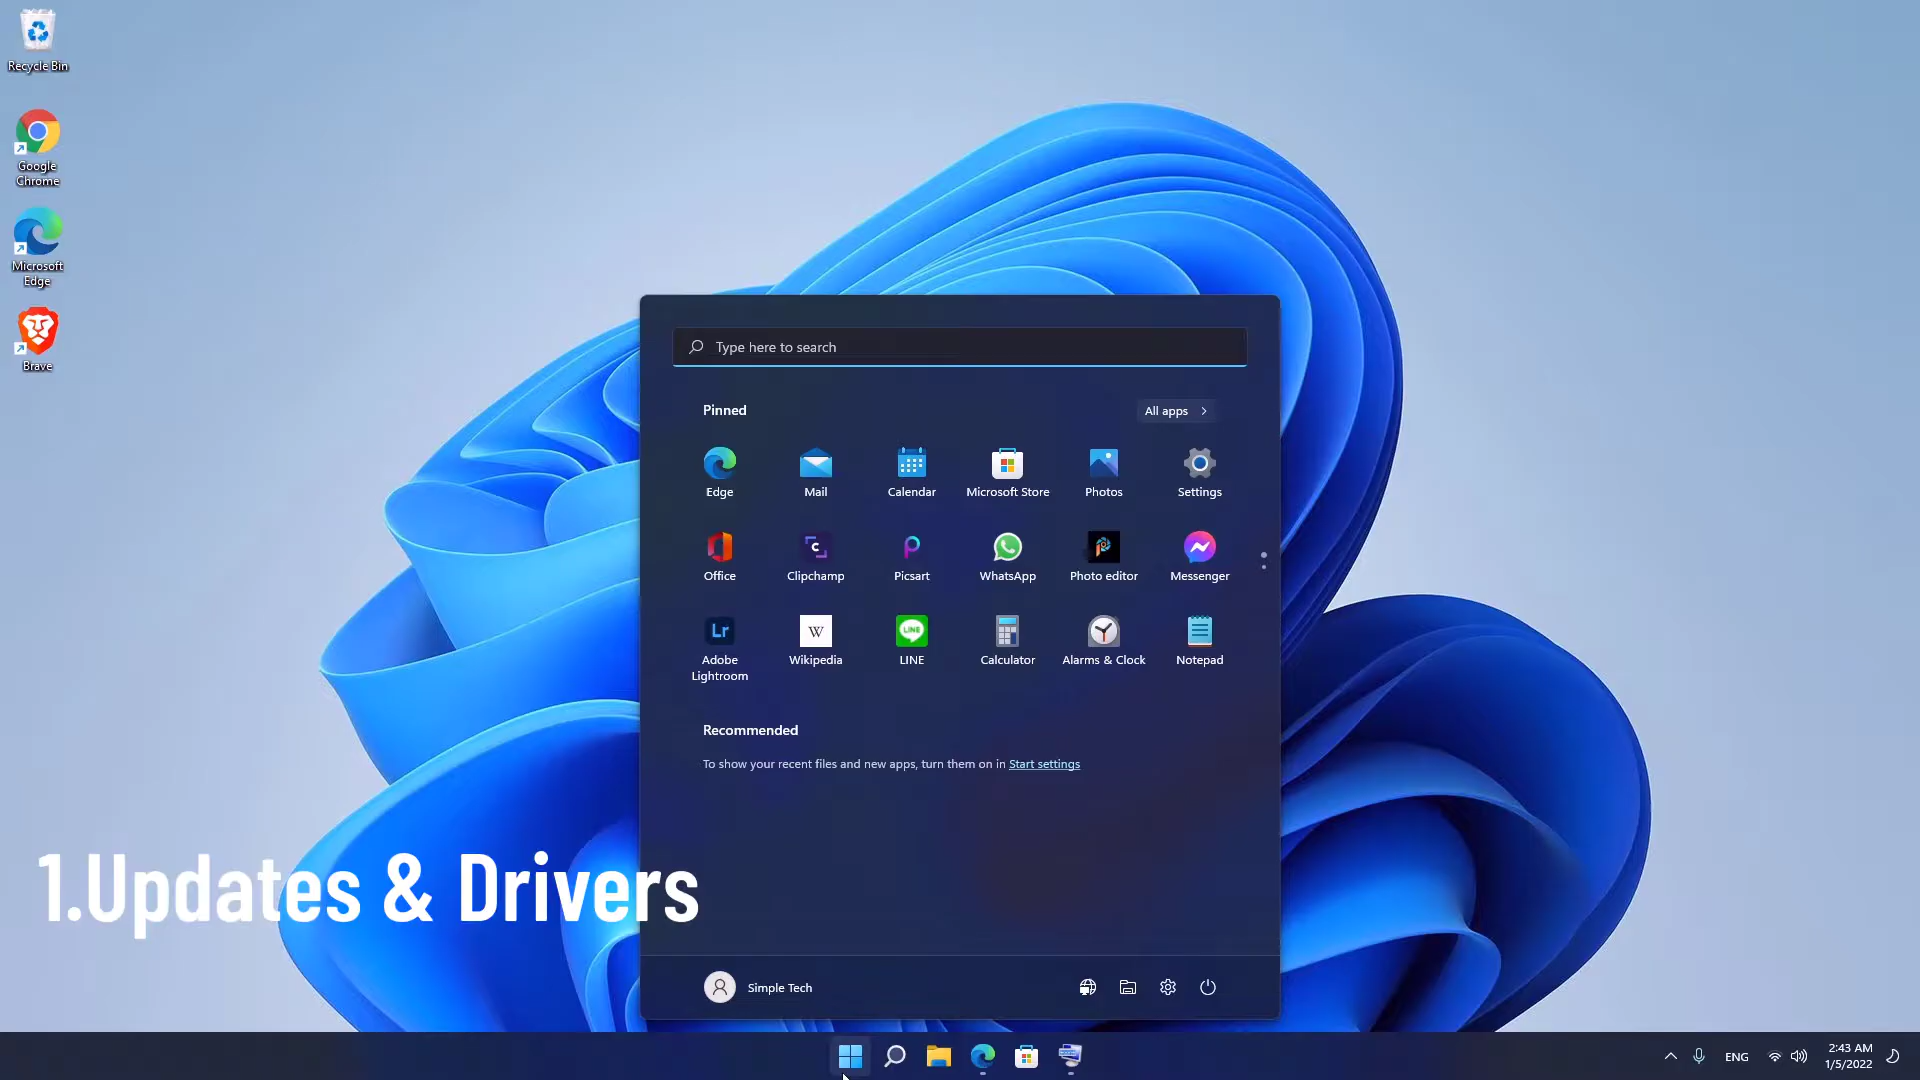 Recycle Bin
Google
Chrome
Microsoft
Edge
Brave
Type here to search
Pinned
All apps
Edge
Mail
Calendar
Microsoft Store
Photos
Settings
Office
Clipchamp
Picsart
WhatsApp
Photo editor
Messenger
Lr
W
LINE
Adobe
Lightroom
Wikipedia
LINE
Calculator
Alarms & Clock
Notepad
Recommended
To show your recent files and new apps, turn them on in Start settings
1.Updates & Drivers
Simple Tech
ENG
2:43 AM
1/5/2022